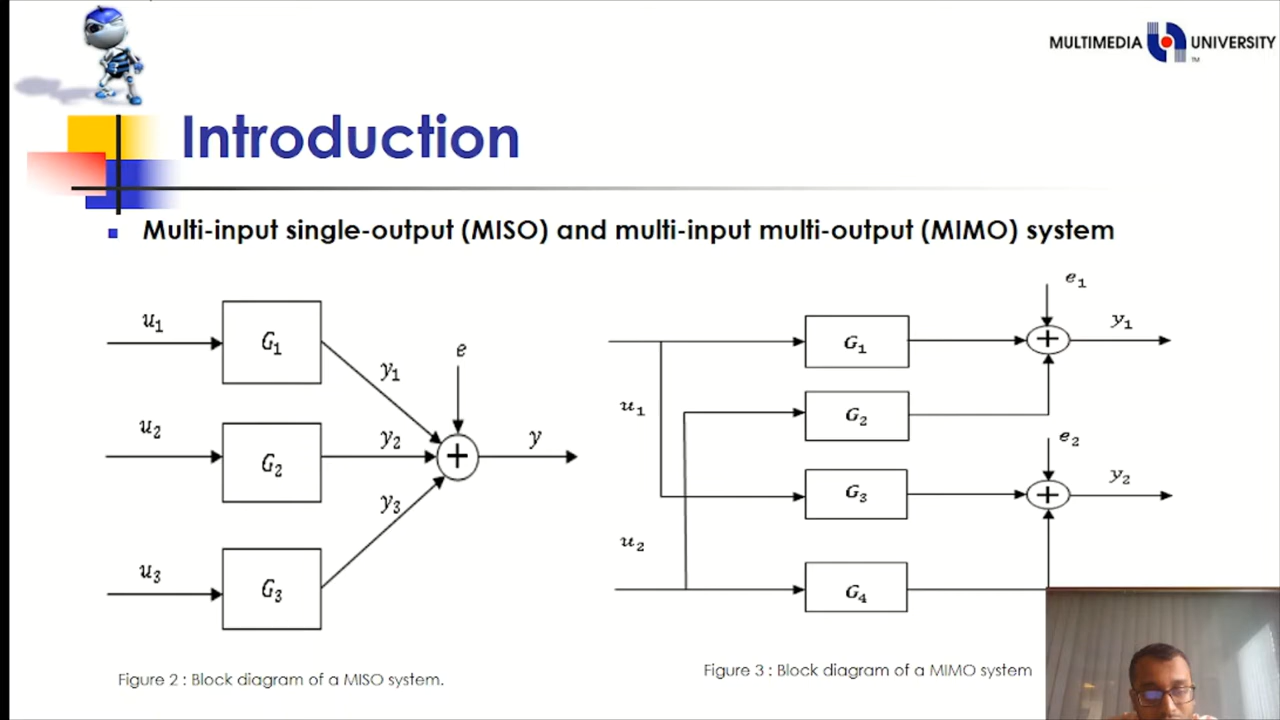 MULTIMEDIA UNIVERSITY
TM
Introduction
Multi-input single-output (MISO) and multi-input multi-output (MIMO) system
u₁
G₁
y₁
e
u₂
G₂
y₂
y
y₃
u₃
G₃
Figure 2 : Block diagram of a MISO system.
e₁
G₁
+
y₁
u₁
G₂
e₂
G₃
+
y₂
u₂
G₄
+
Figure 3 : Block diagram of a MIMO system